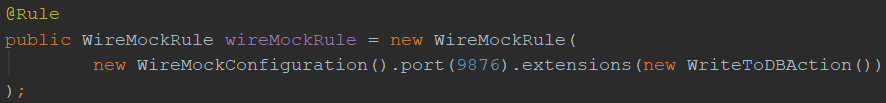 @Rule
public WireMockRule wireMockRule = new WireMockRule(
        new WireMockConfiguration().port(9876).extensions(new WriteToDBAction())
);